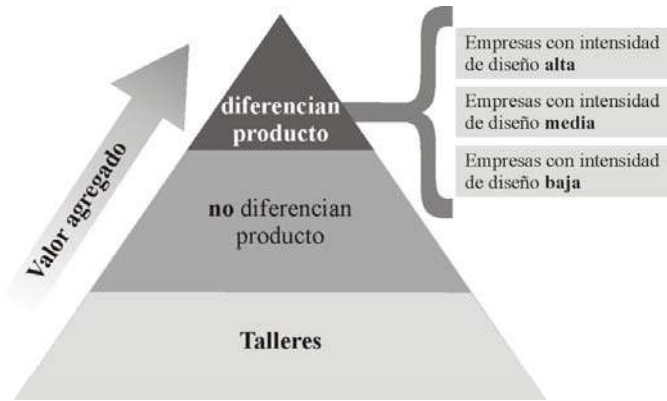 Valor agregado
diferencian
producto
no diferencian
producto
Talleres
Empresas con intensidad
de diseño alta
Empresas con intensidad
de diseño media
Empresas con intensidad
de diseño baja